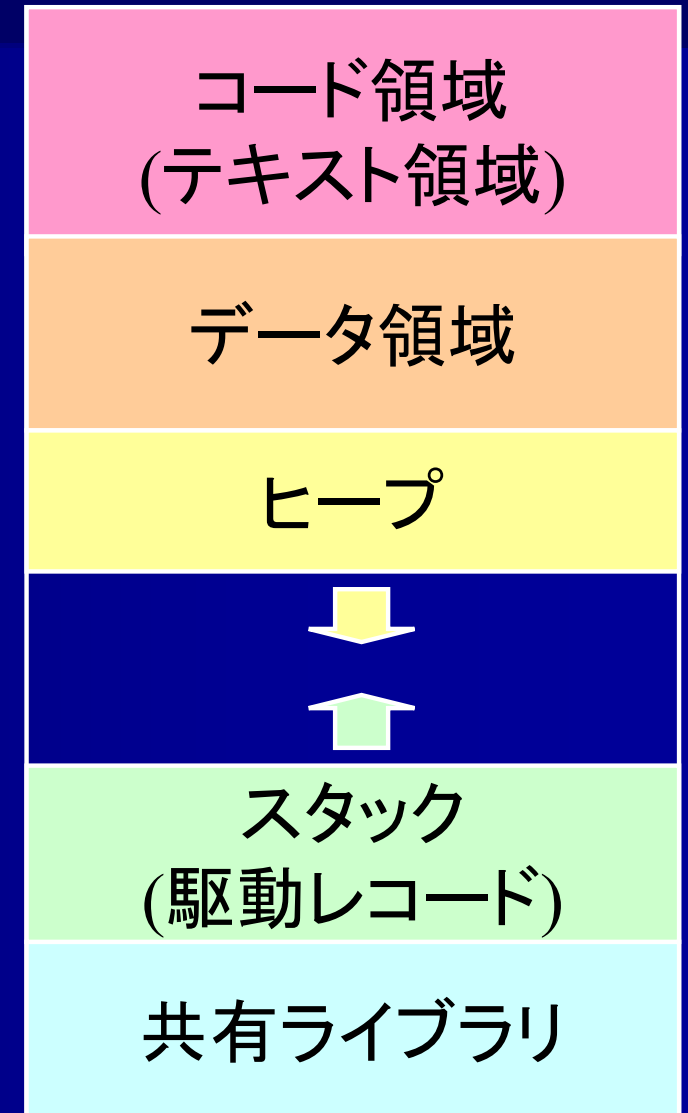 コード領域
(テキスト領域)
データ領域
ヒープ
スタック
(駆動レコード)
共有ライブラリ